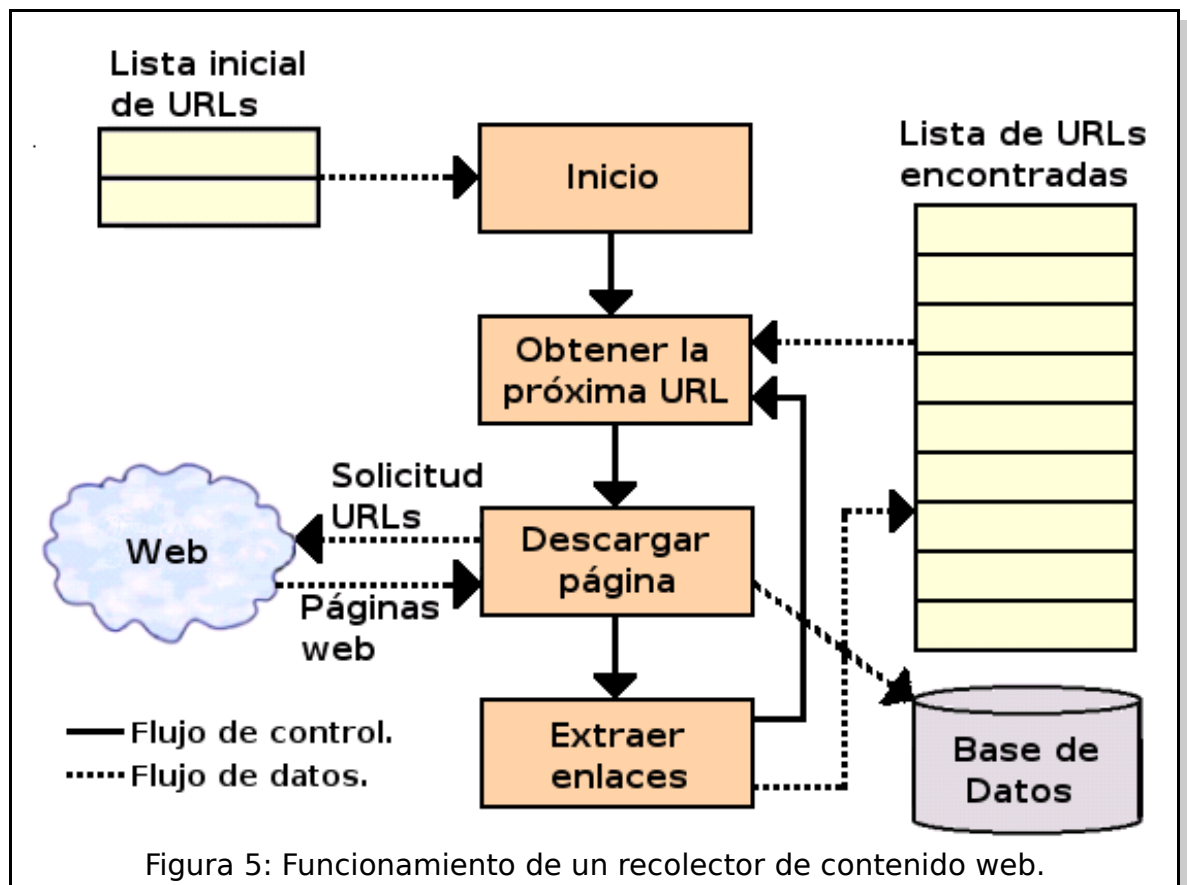 Lista inicial
de URLs
Inicio
Lista de URLs
encontradas
Obtener la
próxima URL
Solicitud
URLs
Web
Descargar
página
Páginas
web
Extraer
enlaces
Flujo de control.
Flujo de datos.
Base de
Datos
Figura 5: Funcionamiento de un recolector de contenido web.